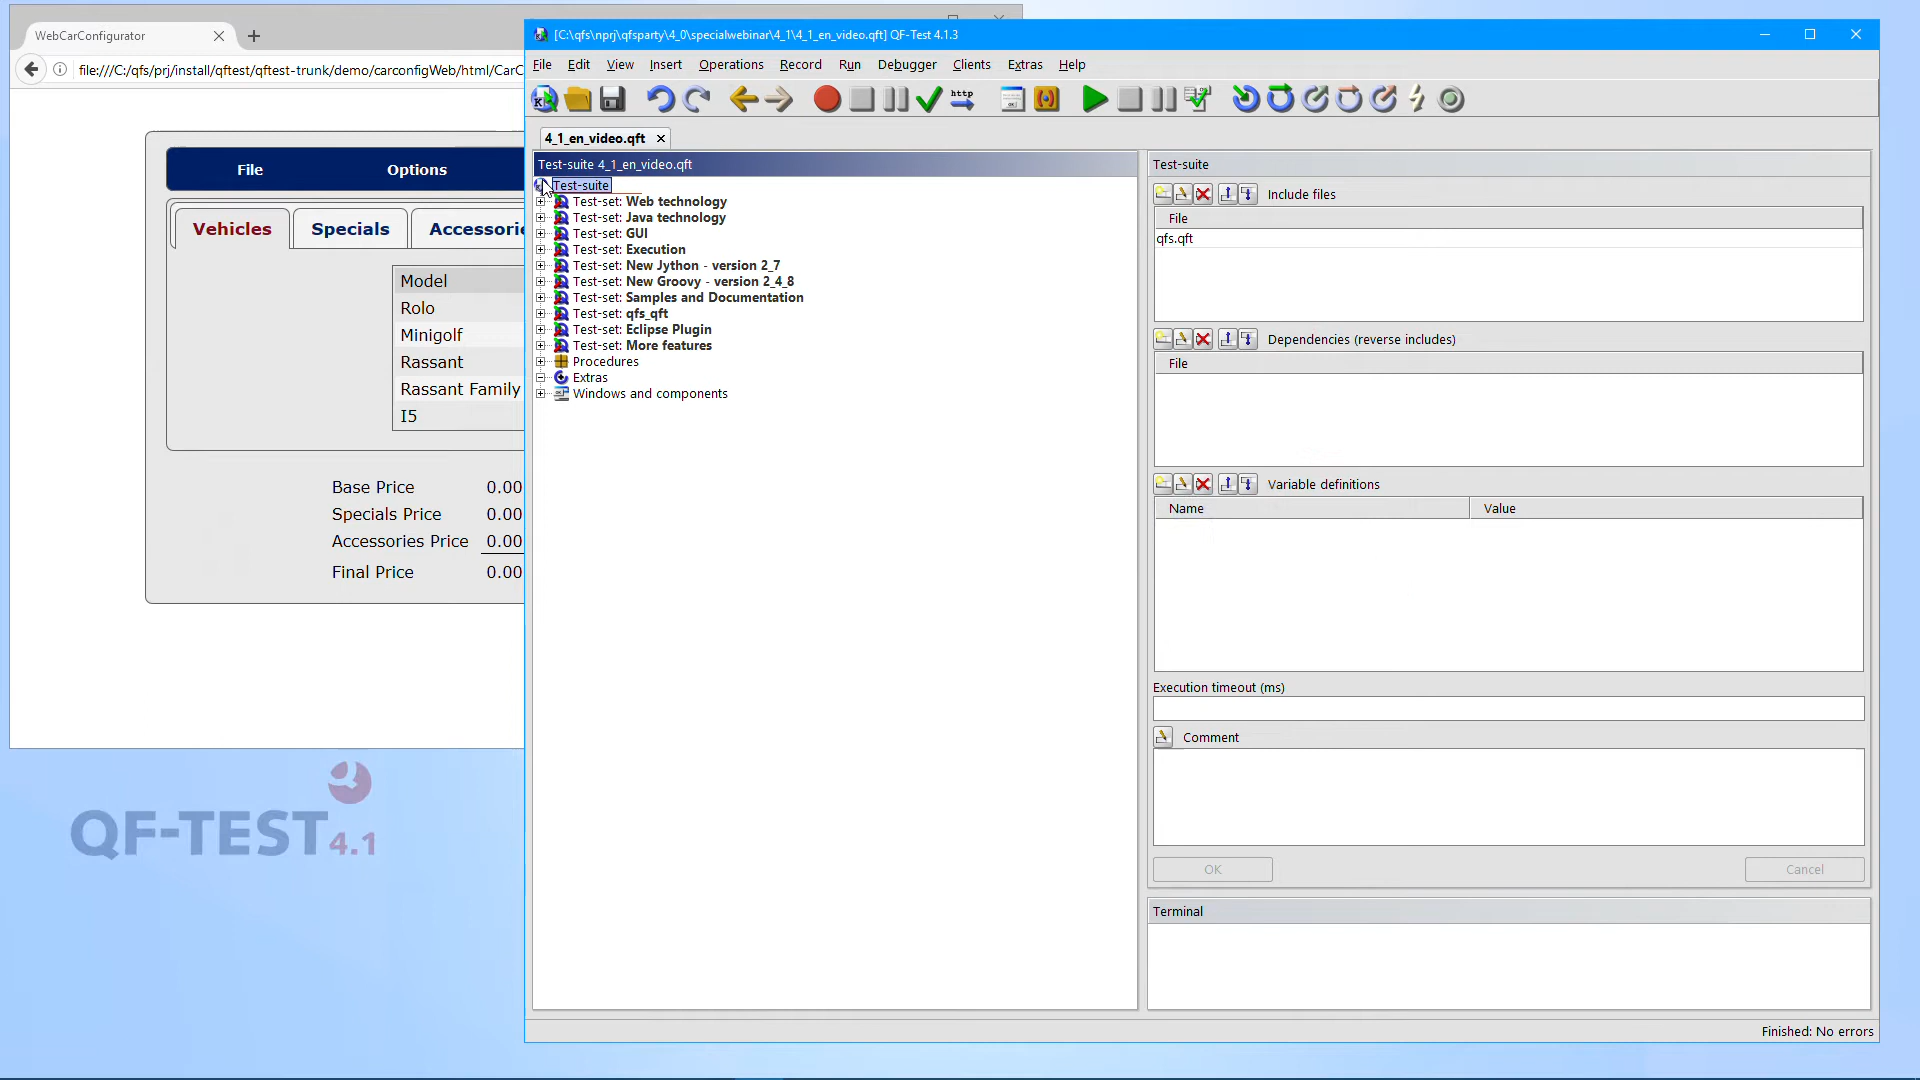 WebCarConfigurator
file:///C:/qfs/prj/install/qftest/qftest-trunk/demo/carconfigWeb/html/CarC
File Options
Vehicles Specials Accessorie
Model
Rolo
Minigolf
Rassant
Rassant Family
I5
Base Price 0.00
Specials Price 0.00
Accessories Price 0.00
Final Price 0.00
QF-TEST 4.1
[C:\qfs\nprj\qfsparty\4_0\specialwebinar\4_1\4_1_en_video.qft] QF-Test 4.1.3
File Edit View Insert Operations Record Run Debugger Clients Extras Help
http
4_1_en_video.qft
Test-suite 4_1_en_video.qft
Test-suite
Test-set: Web technology
Test-set: Java technology
Test-set: GUI
Test-set: Execution
Test-set: New Jython - version 2_7
Test-set: New Groovy - version 2_4_8
Test-set: Samples and Documentation
Test-set: qfs_qft
Test-set: Eclipse Plugin
Test-set: More features
Procedures
Extras
Windows and components
Test-suite
Include files
File
qfs.qft
Dependencies (reverse includes)
File
Variable definitions
Name Value
Execution timeout (ms)
Comment
OK Cancel
Terminal
Finished: No errors